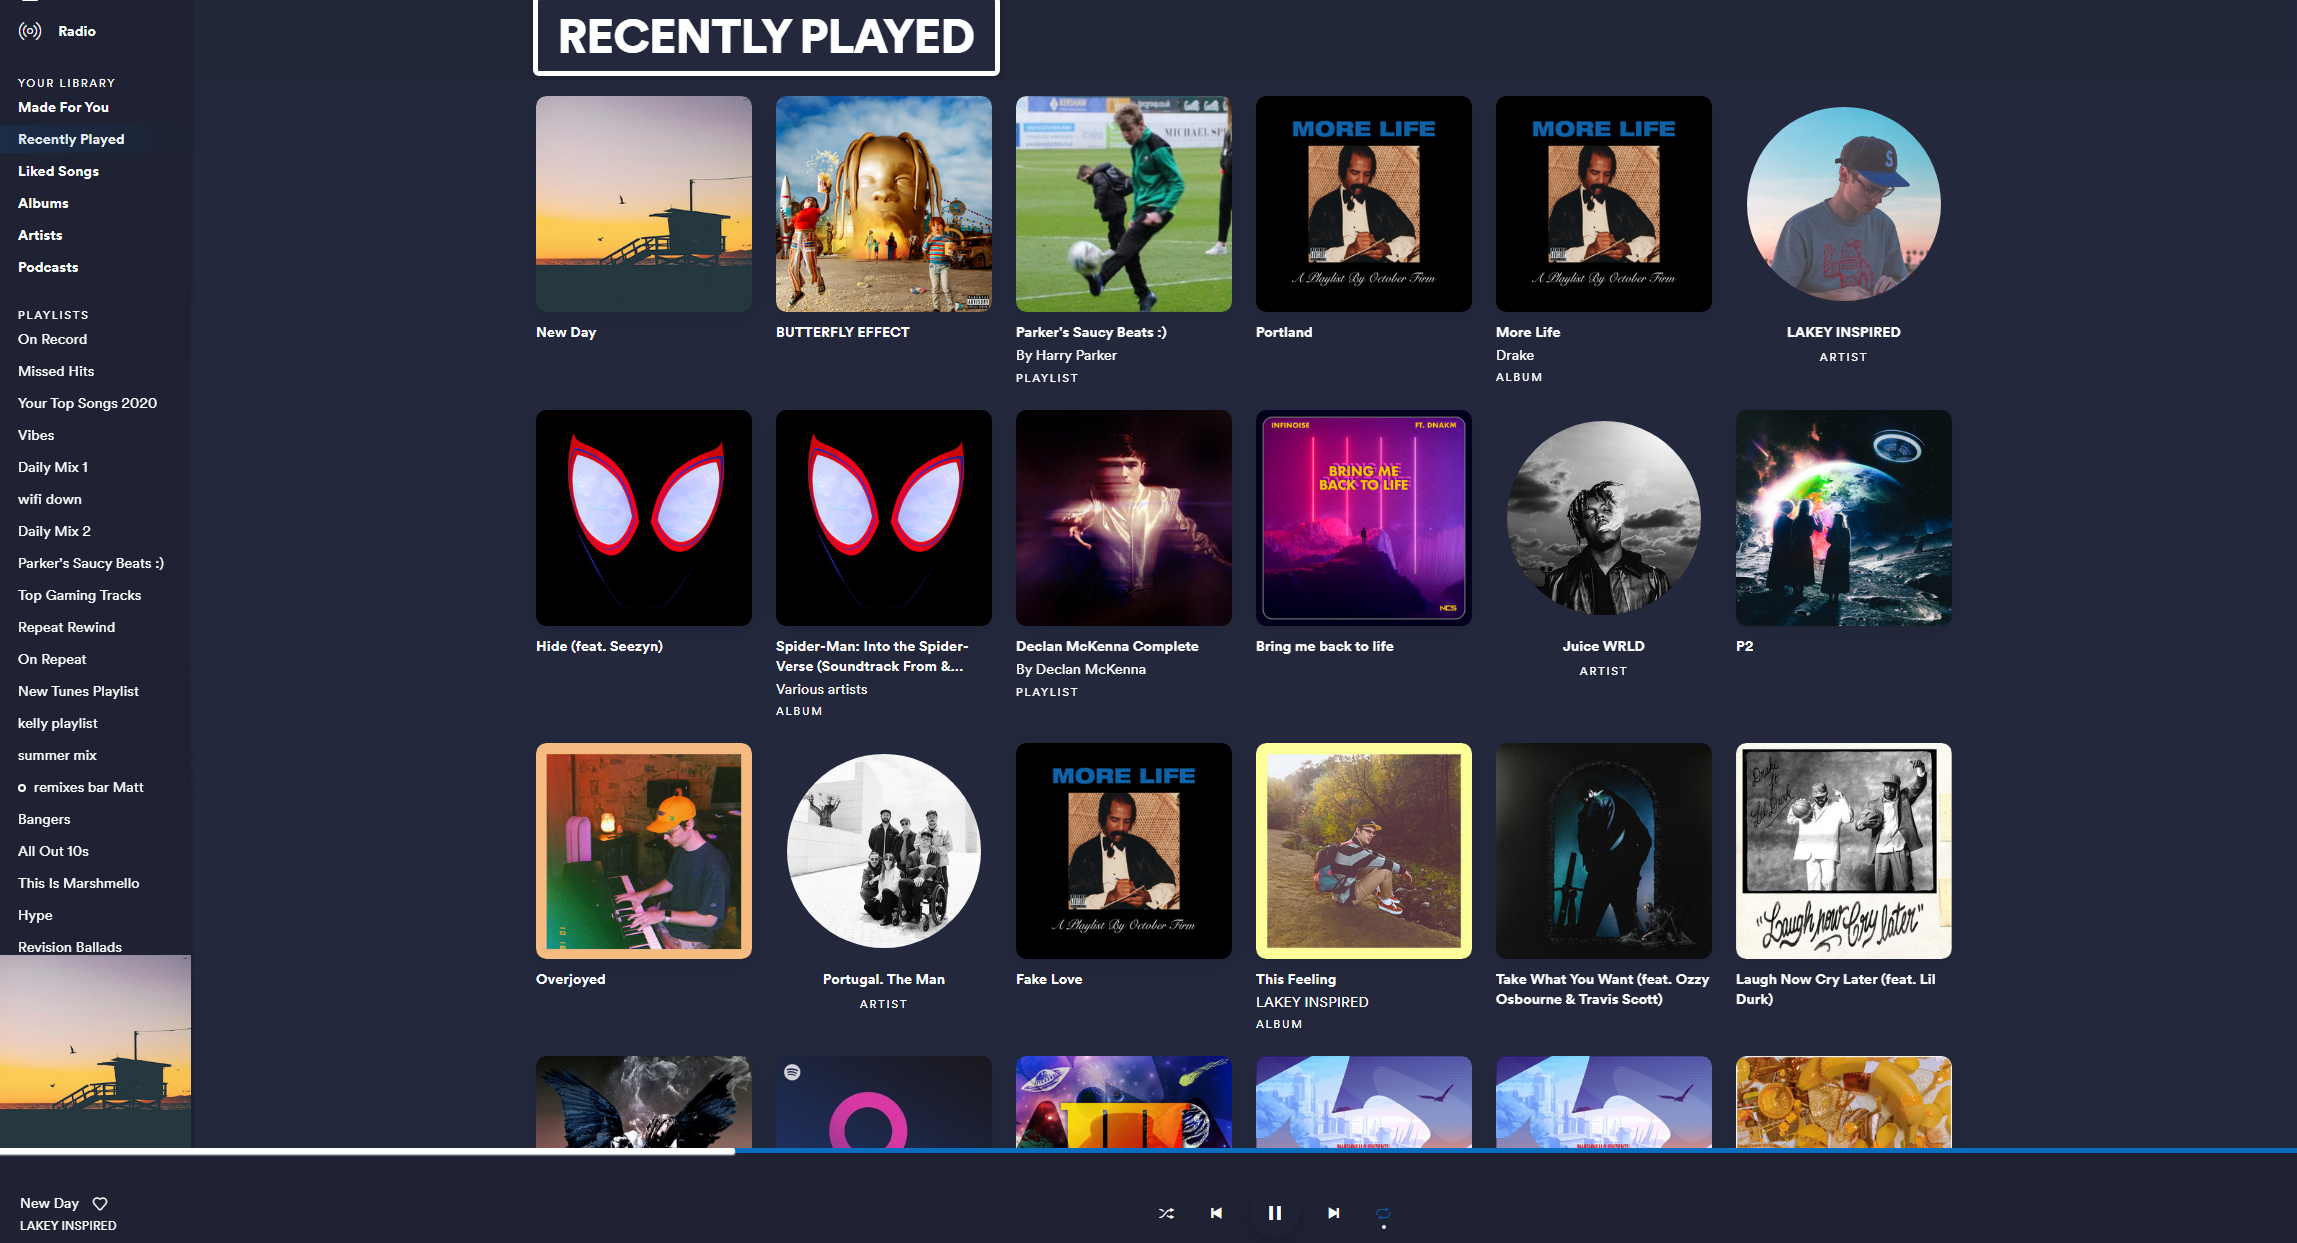 Radio
YOUR LIBRARY
Made For You
Recently Played
Liked Songs
Albums
Artists
Podcasts
PLAYLISTS
On Record
Missed Hits
Your Top Songs 2020
Vibes
Daily Mix 1
wifi down
Daily Mix 2
Parker's Saucy Beats :)
Top Gaming Tracks
Repeat Rewind
On Repeat
New Tunes Playlist
kelly playlist
summer mix
remixes bar Matt
Bangers
All Out 10s
This Is Marshmello
Hype
Revision Ballads
RECENTLY PLAYED
KERSHAW
MICHAEL
MORE LIFE
A Playlist By October Firm
MORE LIFE
A Playlist By October Firm
S
New Day
BUTTERFLY EFFECT
Parker's Saucy Beats :)
By Harry Parker
PLAYLIST
Portland
More Life
Drake
ALBUM
LAKEY INSPIRED
ARTIST
INFINOISE
FT. DNAKM
BRING ME
BACK TO LIFE
NCS
Hide (feat. Seezyn)
Spider-Man: Into the Spider-
Verse (Soundtrack From &...
Various artists
ALBUM
Declan McKenna Complete
By Declan McKenna
PLAYLIST
Bring me back to life
Juice WRLD
ARTIST
P2
MORE LIFE
A Playlist By October Firm
Drake
ft
Lil Durk
"Laugh now Cry later"
Overjoyed
Portugal. The Man
ARTIST
Fake Love
This Feeling
LAKEY INSPIRED
ALBUM
Take What You Want (feat. Ozzy
Osbourne & Travis Scott)
Laugh Now Cry Later (feat. Lil
Durk)
New Day
LAKEY INSPIRED